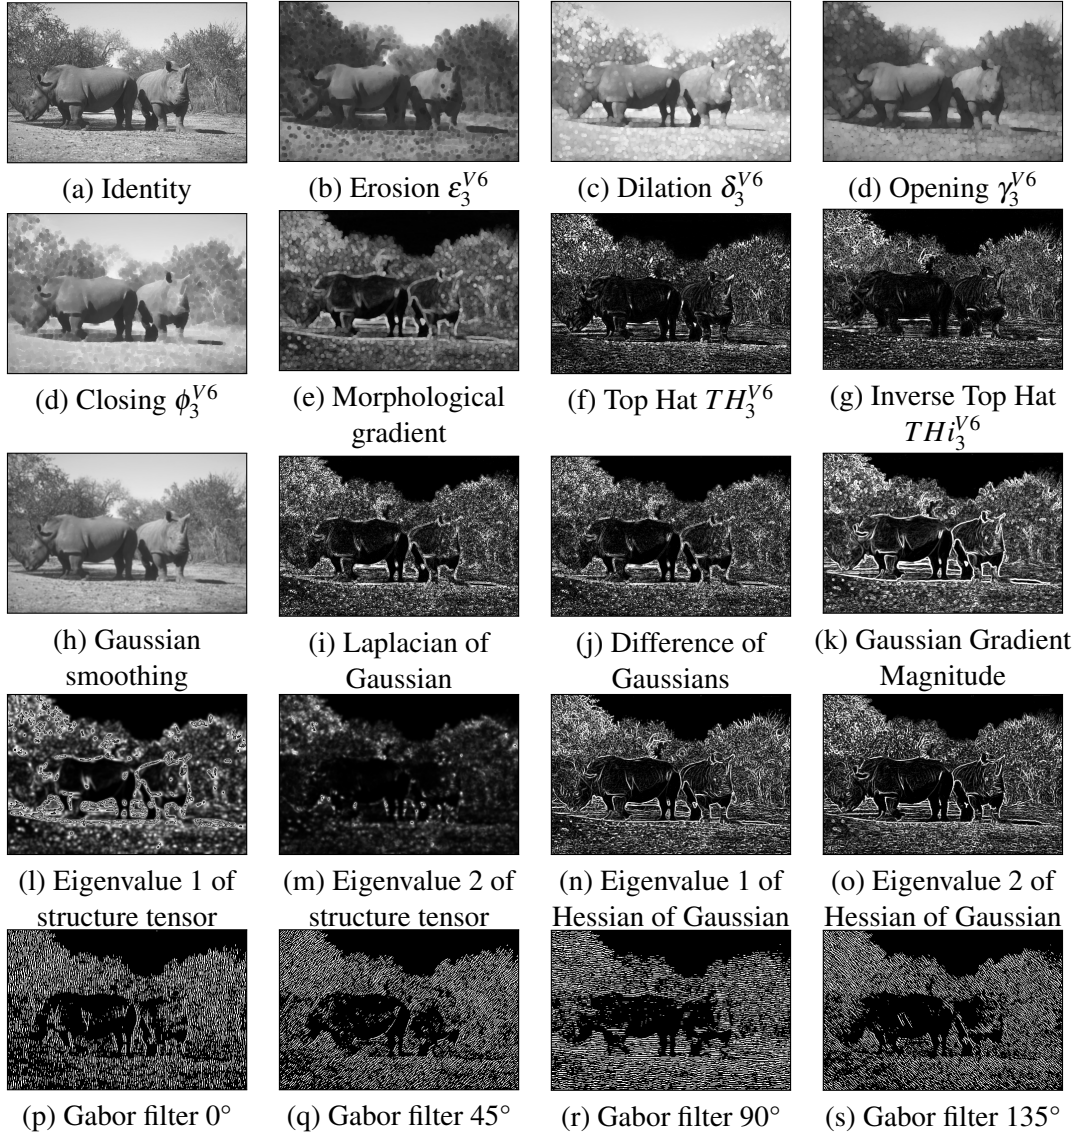 (a) Identity
(b) Erosion ε₃^{V6}
(c) Dilation δ₃^{V6}
(d) Opening γ₃^{V6}
(d) Closing ϕ₃^{V6}
(e) Morphological
gradient
(f) Top Hat TH₃^{V6}
(g) Inverse Top Hat
THi₃^{V6}
(h) Gaussian
smoothing
(i) Laplacian of
Gaussian
(j) Difference of
Gaussians
(k) Gaussian Gradient
Magnitude
(l) Eigenvalue 1 of
structure tensor
(m) Eigenvalue 2 of
structure tensor
(n) Eigenvalue 1 of
Hessian of Gaussian
(o) Eigenvalue 2 of
Hessian of Gaussian
(p) Gabor filter 0°
(q) Gabor filter 45°
(r) Gabor filter 90°
(s) Gabor filter 135°